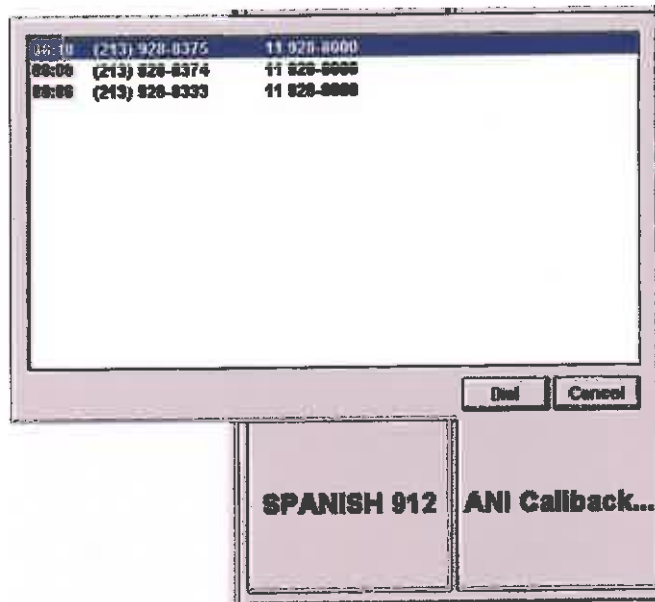 (213) 928-8375 11 928-8000
(213) 928-8374 11 928-8000
(213) 928-8333 11 928-8000
Dial Cancel
SPANISH 912 ANI Callback...